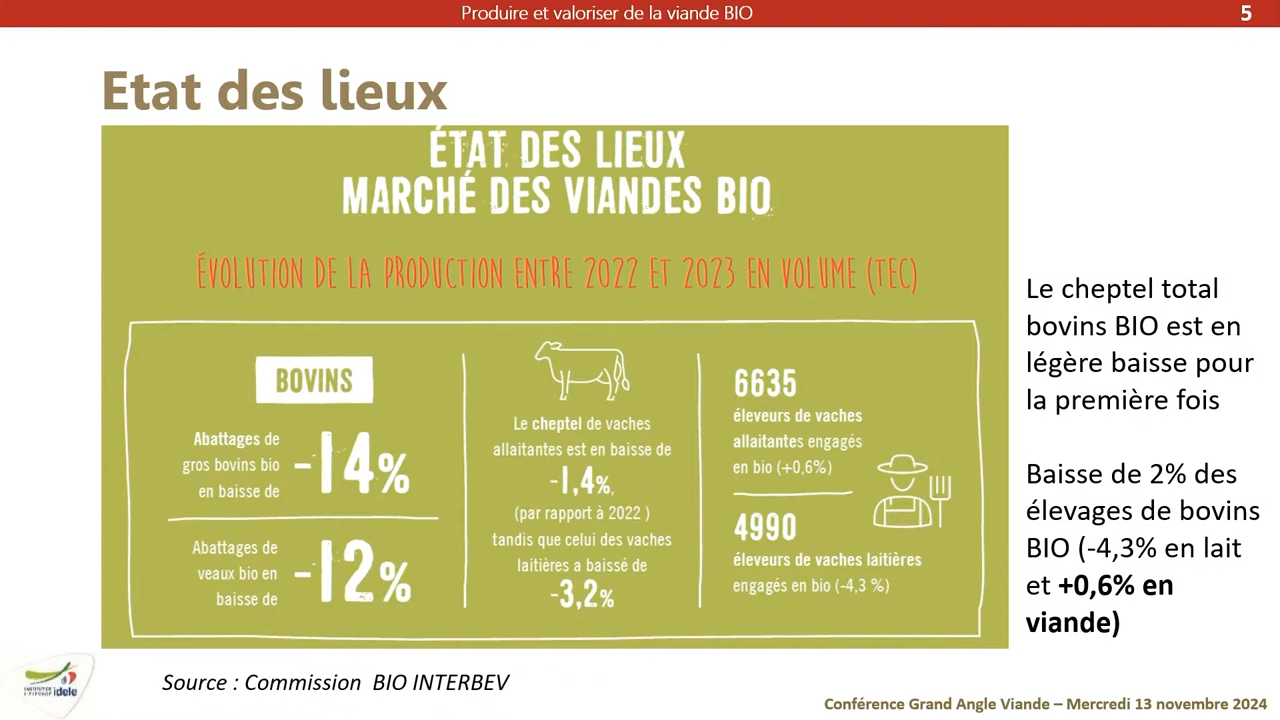 Produire et valoriser de la viande BIO
5
Etat des lieux
ÉTAT DES LIEUX
MARCHÉ DES VIANDES BIO
ÉVOLUTION DE LA PRODUCTION ENTRE 2022 ET 2023 EN VOLUME (TEC)
BOVINS
Abattages de
gros bovins bio
en baisse de
-14%
Abattages de
veaux bio en
baisse de
-12%
Le cheptel de vaches
allaitantes est en baisse de
-1,4%,
(par rapport à 2022 )
tandis que celui des vaches
laitières a baissé de
-3,2%
6635
éleveurs de vaches
allaitantes engagés
en bio (+0,6%)
4990
éleveurs de vaches laitières
engagés en bio (-4,3 %)
Le cheptel total
bovins BIO est en
légère baisse pour
la première fois
Baisse de 2% des
élevages de bovins
BIO (-4,3% en lait
et +0,6% en
viande)
INSTITUT DE
L'ÉLEVAGE idele
Source : Commission BIO INTERBEV
Conférence Grand Angle Viande – Mercredi 13 novembre 2024